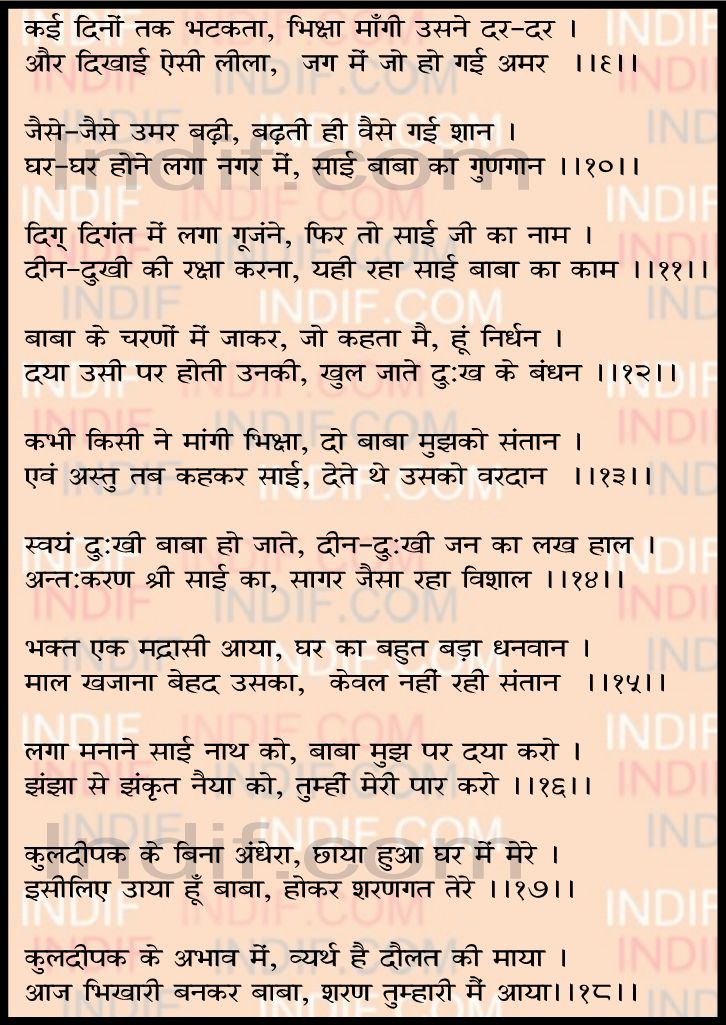 कई दिनों तक भटकता, भिक्षा माँगी उसने दर-दर ।
और दिखाई ऐसी लीला, जग में जो हो गई अमर ।।९।।
जैसे-जैसे उमर बढ़ी, बढ़ती ही वैसे गई शान ।
घर-घर होने लगा नगर में, साई बाबा का गुणगान ।।१०।।
दिग् दिगंत में लगा गूजंने, फिर तो साई जी का नाम ।
दीन-दुखी की रक्षा करना, यही रहा साई बाबा का काम ।।११।।
बाबा के चरणों में जाकर, जो कहता मै, हूं निर्धन ।
दया उसी पर होती उनकी, खुल जाते दु:ख के बंधन ।।१२।।
कभी किसी ने मांगी भिक्षा, दो बाबा मुझको संतान ।
एवं अस्तु तब कहकर साई, देते थे उसको वरदान ।।१३।।
स्वयं दु:खी बाबा हो जाते, दीन-दु:खी जन का लख हाल ।
अन्त:करण श्री साई का, सागर जैसा रहा विशाल ।।१४।।
भक्त एक मद्रासी आया, घर का बहुत बड़ा धनवान ।
माल खजाना बेहद उसका, केवल नहीं रही संतान ।।१५।।
लगा मनाने साई नाथ को, बाबा मुझ पर दया करो ।
झंझा से झंकृत नैया को, तुम्हीं मेरी पार करो ।।१६।।
कुलदीपक के बिना अंधेरा, छाया हुआ घर में मेरे ।
इसीलिए उाया हूँ बाबा, होकर शरणगत तेरे ।।१७।।
कुलदीपक के अभाव में, व्यर्थ है दौलत की माया ।
आज भिखारी बनकर बाबा, शरण तुम्हारी मैं आया।।१८।।